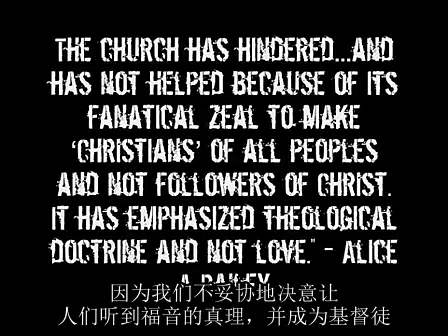 THE CHURCH HAS HINDERED...AND
HAS NOT HELPED BECAUSE OF ITS
FANATICAL ZEAL TO MAKE
'CHRISTIANS' OF ALL PEOPLES
AND NOT FOLLOWERS OF CHRIST.
IT HAS EMPHASIZED THEOLOGICAL
DOCTRINE AND NOT LOVE." - ALICE
A BAILEY
因为我们不妥协地决意让
人们听到福音的真理，并成为基督徒